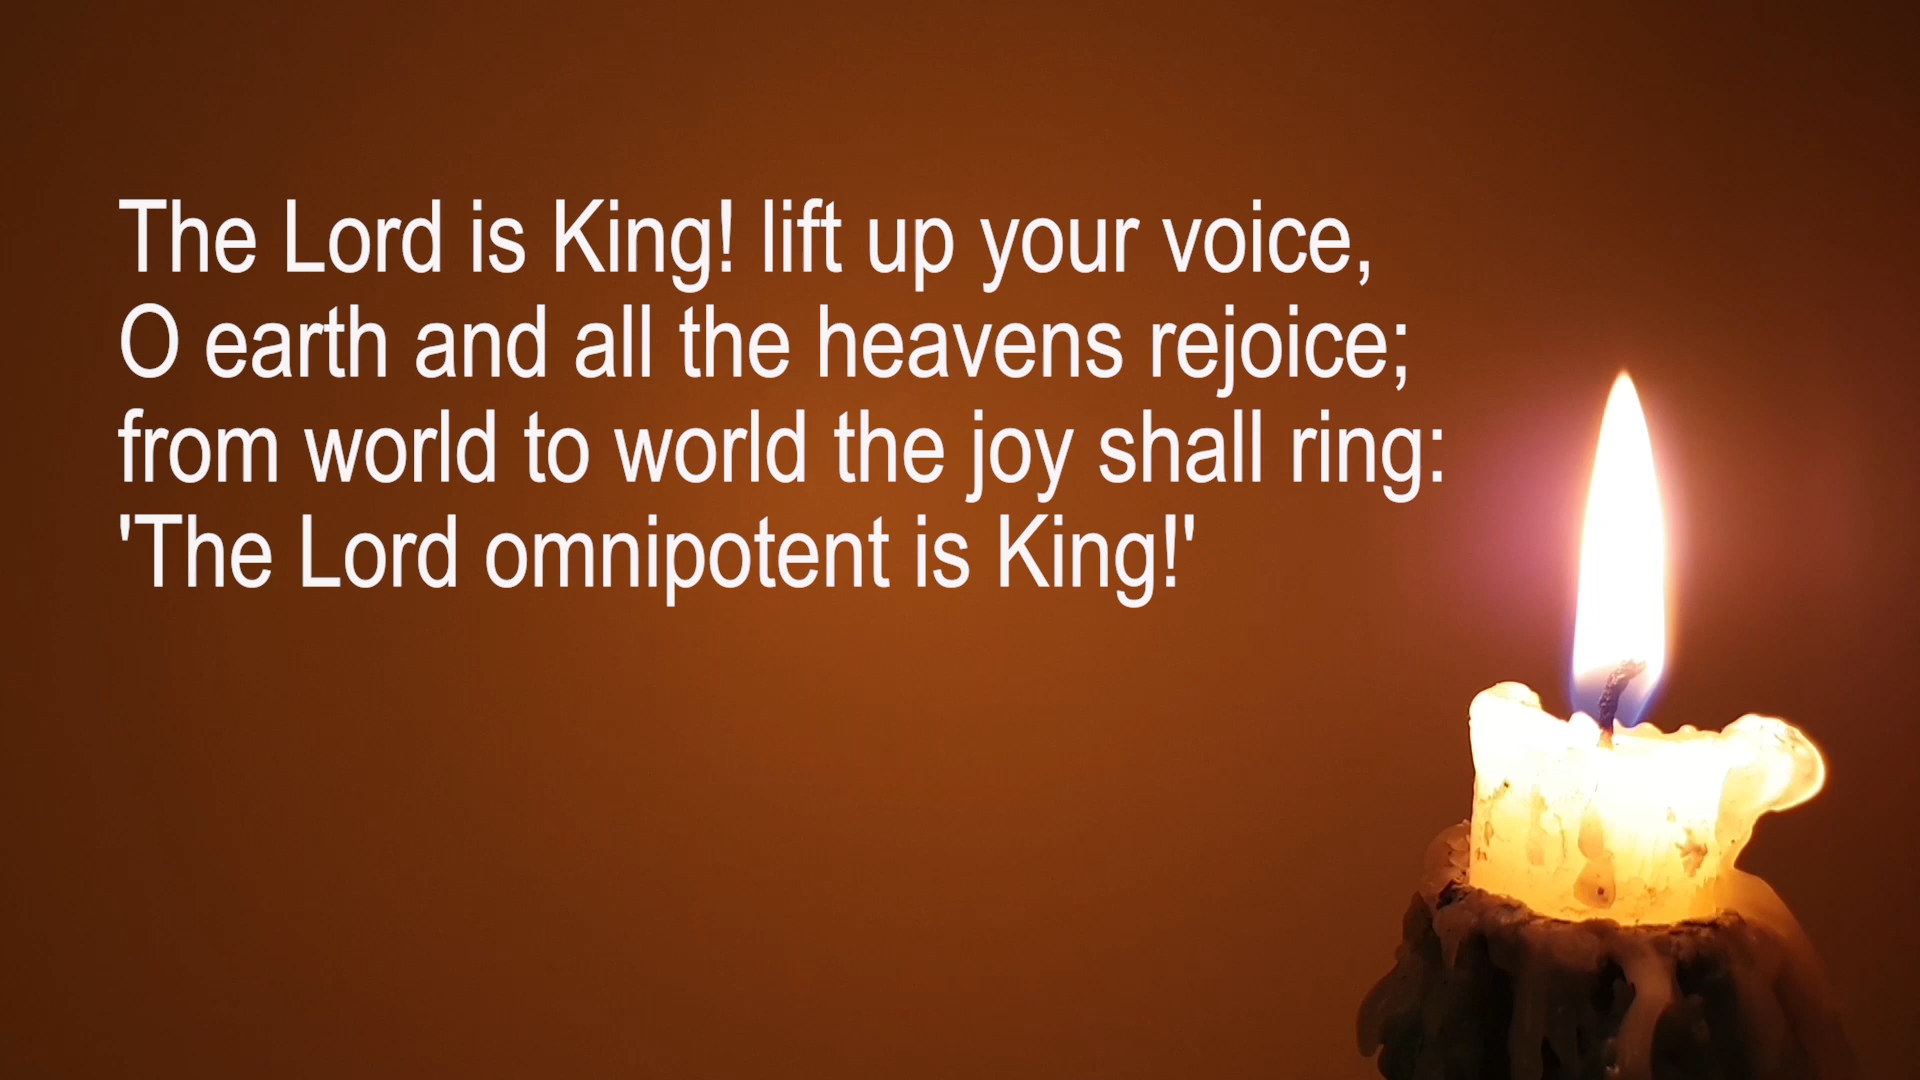 The Lord is King! lift up your voice,
O earth and all the heavens rejoice;
from world to world the joy shall ring:
'The Lord omnipotent is King!'